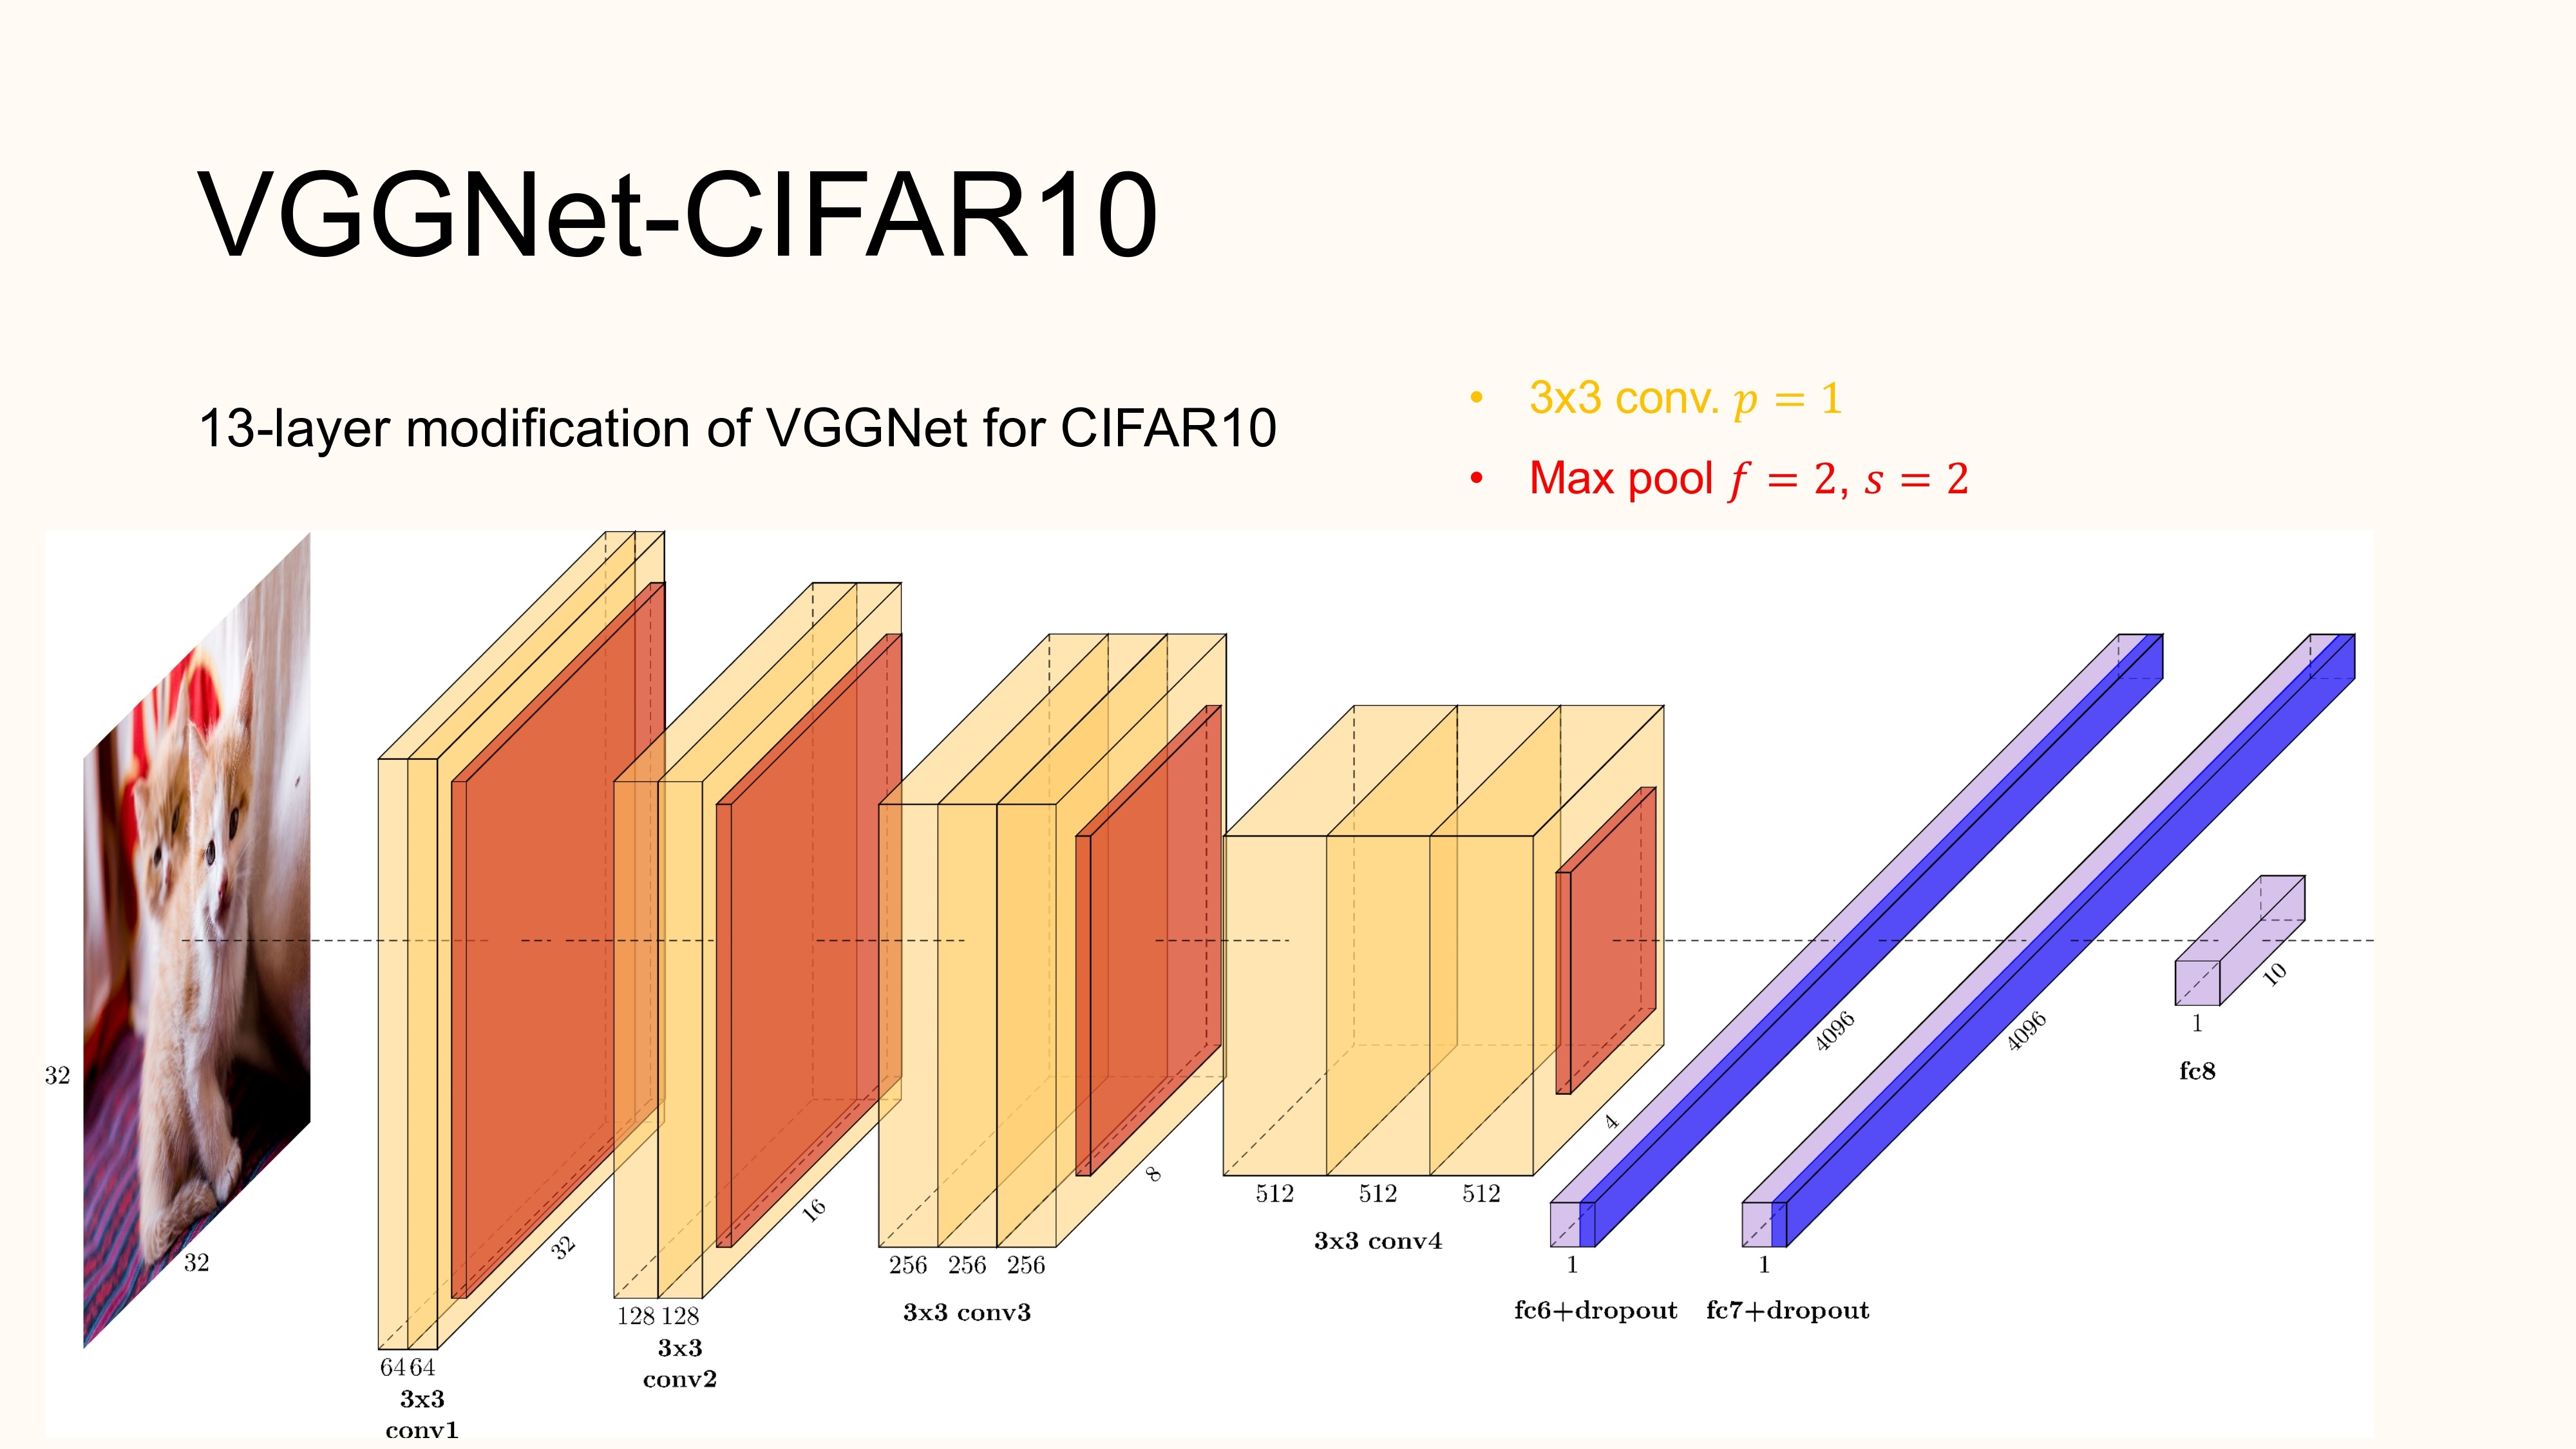 VGGNet-CIFAR10
13-layer modification of VGGNet for CIFAR10
• 3x3 conv. p = 1
• Max pool f = 2, s = 2
32
32
64 64
3x3
conv1
32
128 128
3x3
conv2
16
256 256 256
3x3 conv3
8
512 512 512
3x3 conv4
4
1
fc6+dropout
4096
1
fc7+dropout
4096
1
fc8
10